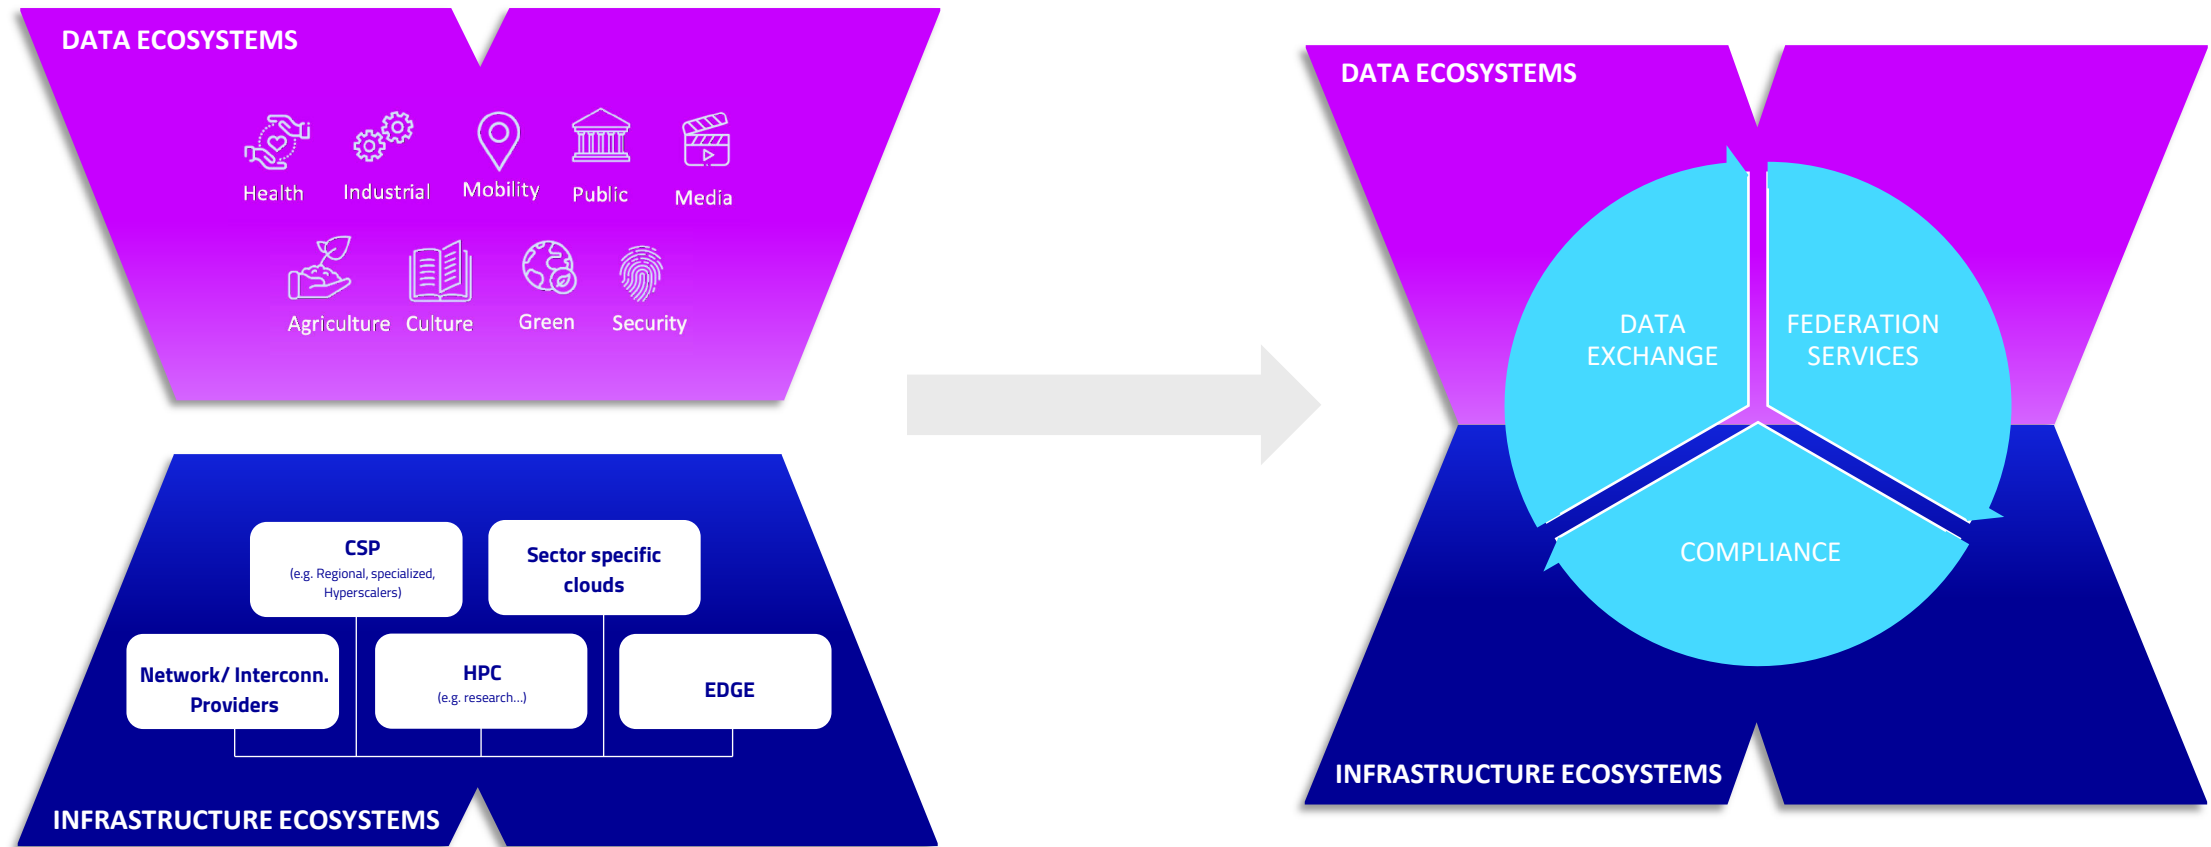 DATA ECOSYSTEMS
Health
Industrial
Mobility
Public
Media
Agriculture
Culture
Green
Security
CSP
(e.g. Regional, specialized,
Hyperscalers)
Sector specific
clouds
Network/ Interconn.
Providers
HPC
(e.g. research...)
EDGE
INFRASTRUCTURE ECOSYSTEMS
DATA ECOSYSTEMS
DATA
EXCHANGE
FEDERATION
SERVICES
COMPLIANCE
INFRASTRUCTURE ECOSYSTEMS